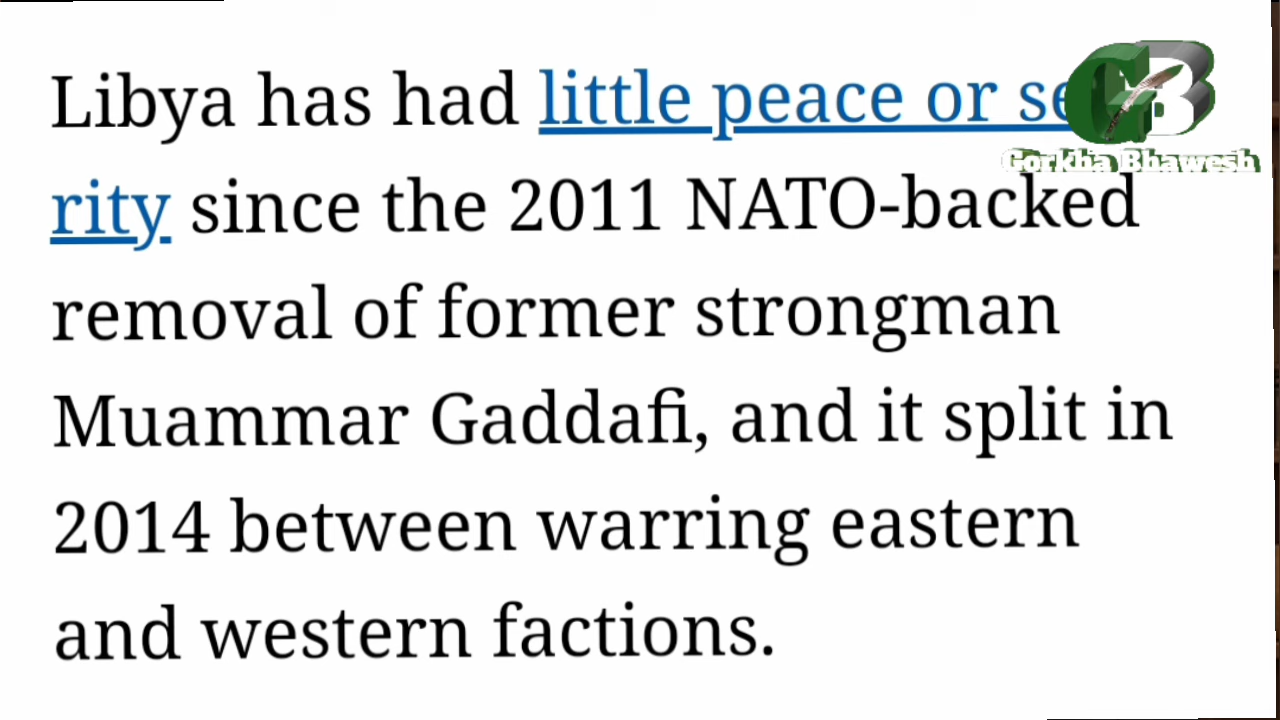 Libya has had little peace or se
rity since the 2011 NATO-backed
removal of former strongman
Muammar Gaddafi, and it split in
2014 between warring eastern
and western factions.
GB
Gorkha Bhawesh